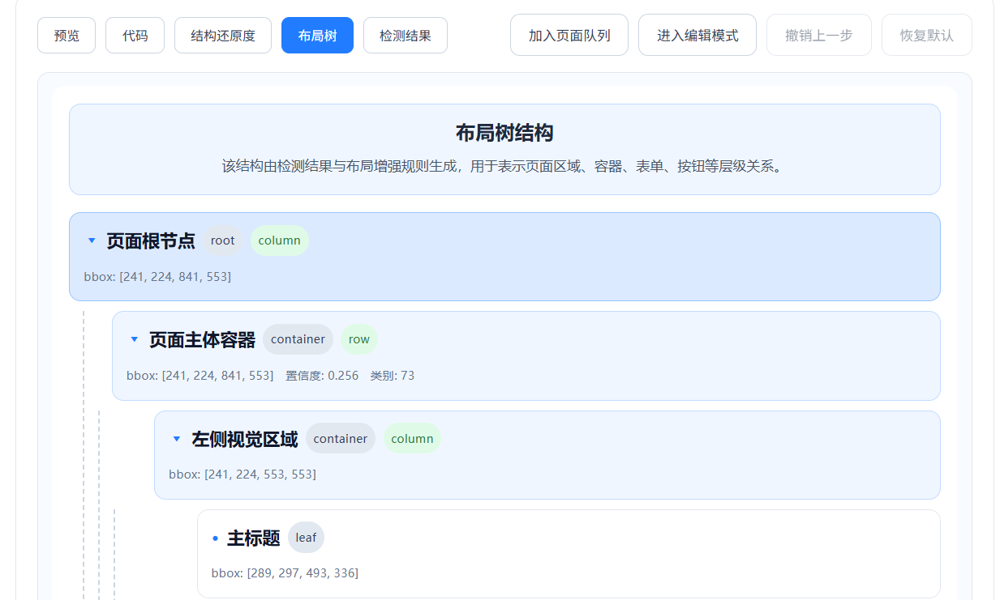 预览 代码 结构还原度 布局树 检测结果 加入页面队列 进入编辑模式 撤销上一步 恢复默认
布局树结构
该结构由检测结果与布局增强规则生成，用于表示页面区域、容器、表单、按钮等层级关系。
页面根节点 root column
bbox: [241, 224, 841, 553]
页面主体容器 container row
bbox: [241, 224, 841, 553] 置信度: 0.256 类别: 73
左侧视觉区域 container column
bbox: [241, 224, 553, 553]
主标题 leaf
bbox: [289, 297, 493, 336]